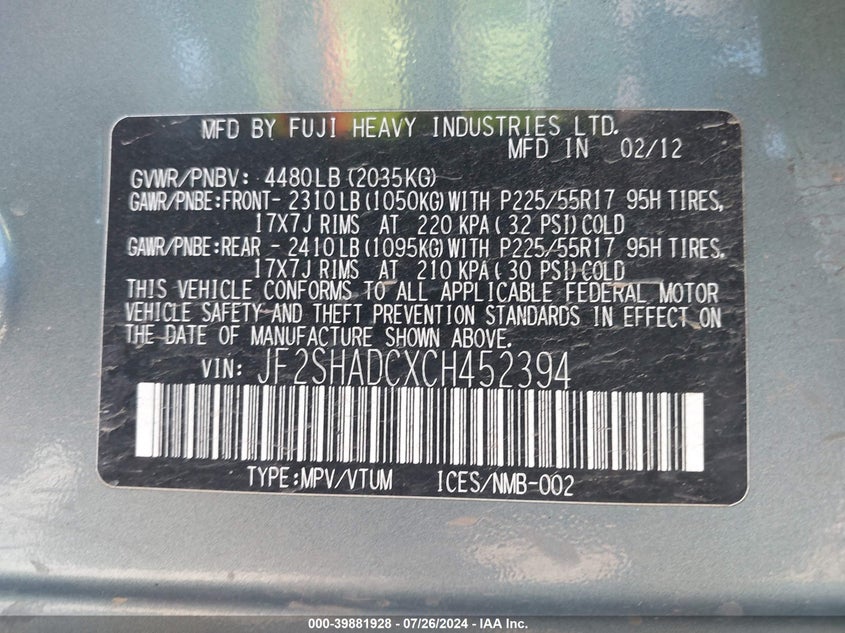 MFD BY FUJI HEAVY INDUSTRIES LTD.
MFD IN 02/12
GVWR/PNBV: 4480LB (2035KG)
GAWR/PNBE:FRONT- 2310LB (1050KG) WITH P225/55R17 95H TIRES,
17X7J RIMS AT 220 KPA ( 32 PSI) COLD
GAWR/PNBE:REAR - 2410LB (1095KG) WITH P225/55R17 95H TIRES,
17X7J RIMS AT 210 KPA ( 30 PSI) COLD
THIS VEHICLE CONFORMS TO ALL APPLICABLE FEDERAL MOTOR
VEHICLE SAFETY AND THEFT PREVENTION STANDARDS IN EFFECT ON
THE DATE OF MANUFACTURE SHOWN ABOVE.
VIN: JF2SHADCXCH452394
TYPE:MPV/VTUM ICES/NMB-002
000-39881928 - 07/26/2024 - IAA Inc.